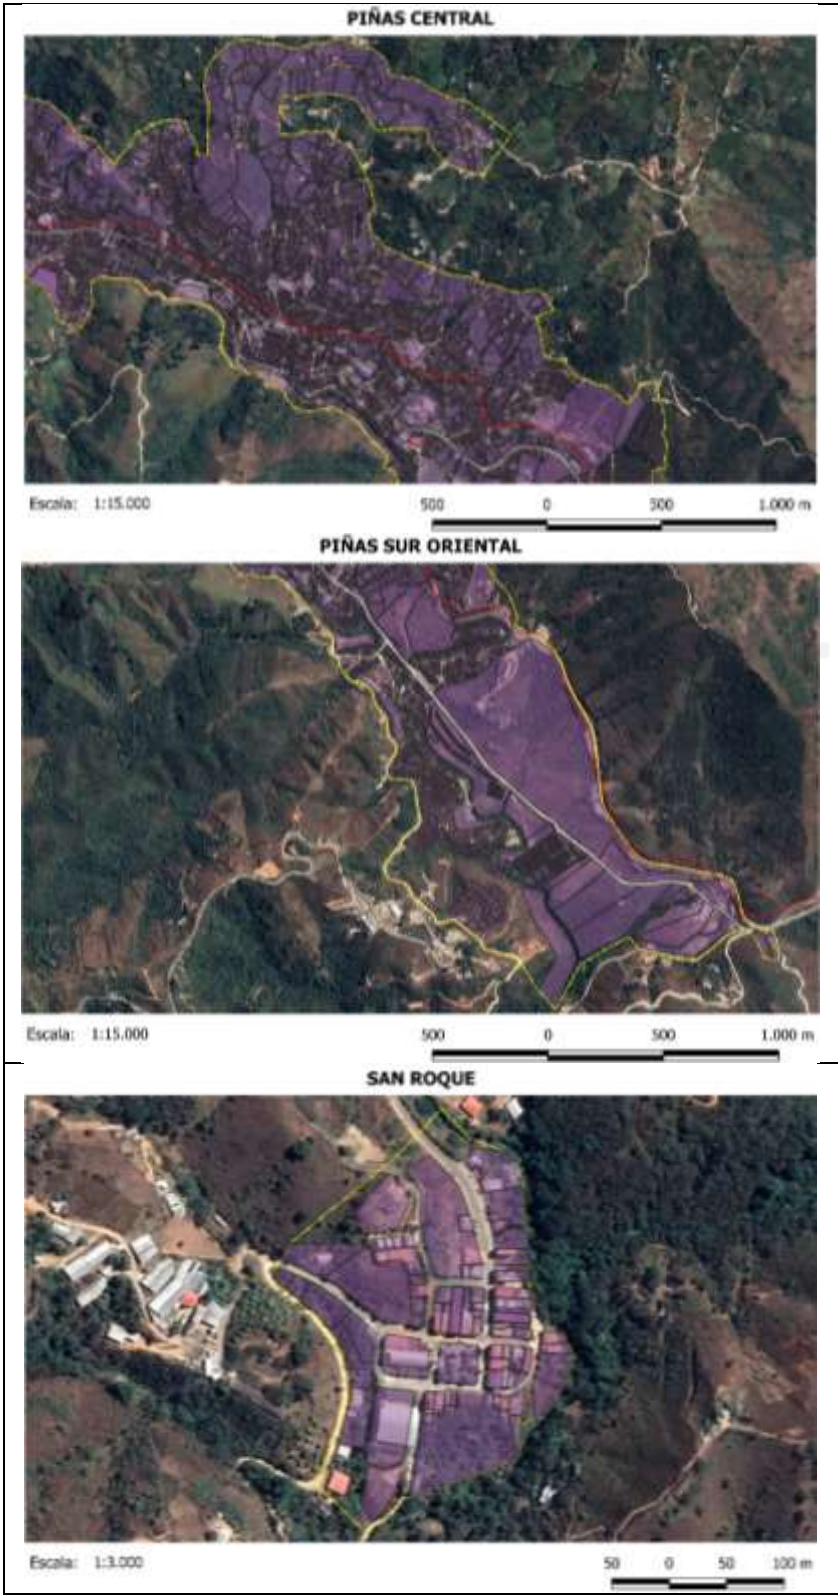 PIÑAS CENTRAL
Escala: 1:15.000
500 0 500 1.000 m
PIÑAS SUR ORIENTAL
Escala: 1:15.000
500 0 500 1.000 m
SAN ROQUE
Escala: 1:3.000
50 0 50 100 m